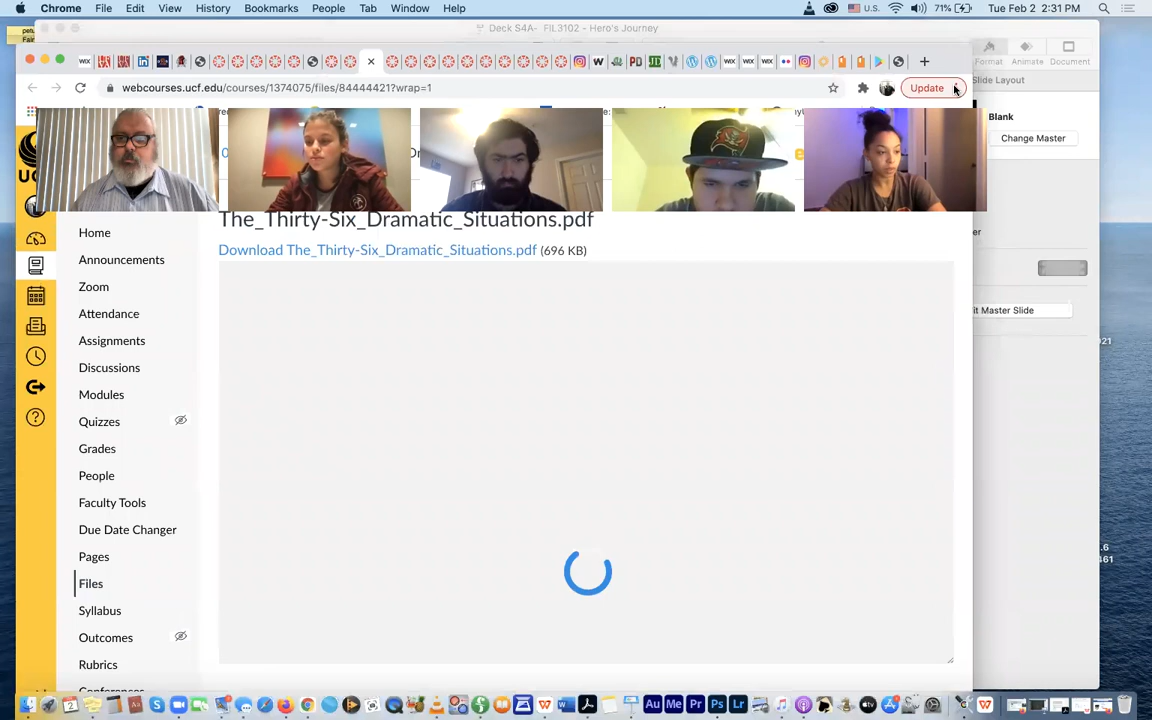 Chrome File Edit View History Bookmarks People Tab Window Help
U.S. 71% Tue Feb 2 2:31 PM
Deck S4A- FIL3102 - Hero's Journey
Format Animate Document
webcourses.ucf.edu/courses/1374075/files/84444421?wrap=1
Update
Slide Layout
Blank
Change Master
The_Thirty-Six_Dramatic_Situations.pdf
Download The_Thirty-Six_Dramatic_Situations.pdf (696 KB)
Home
Announcements
Zoom
Attendance
it Master Slide
Assignments
Discussions
Modules
Quizzes
Grades
People
Faculty Tools
Due Date Changer
Pages
Files
Syllabus
Outcomes
Rubrics
Conferences